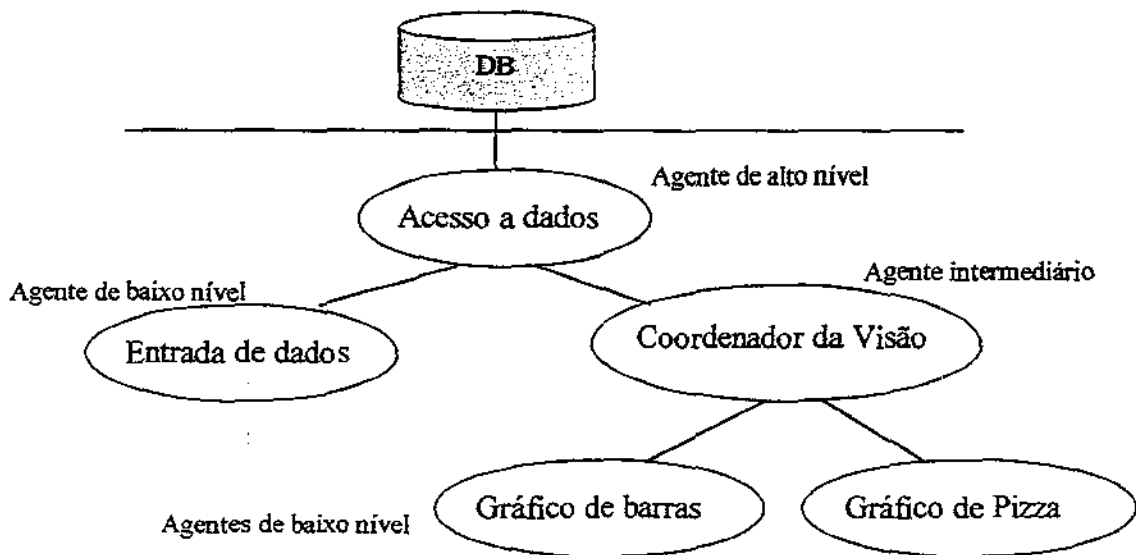 DB
Agente de alto nível
Acesso a dados
Agente intermediário
Agente de baixo nível
Entrada de dados
Coordenador da Visão
Gráfico de barras
Gráfico de Pizza
Agentes de baixo nível